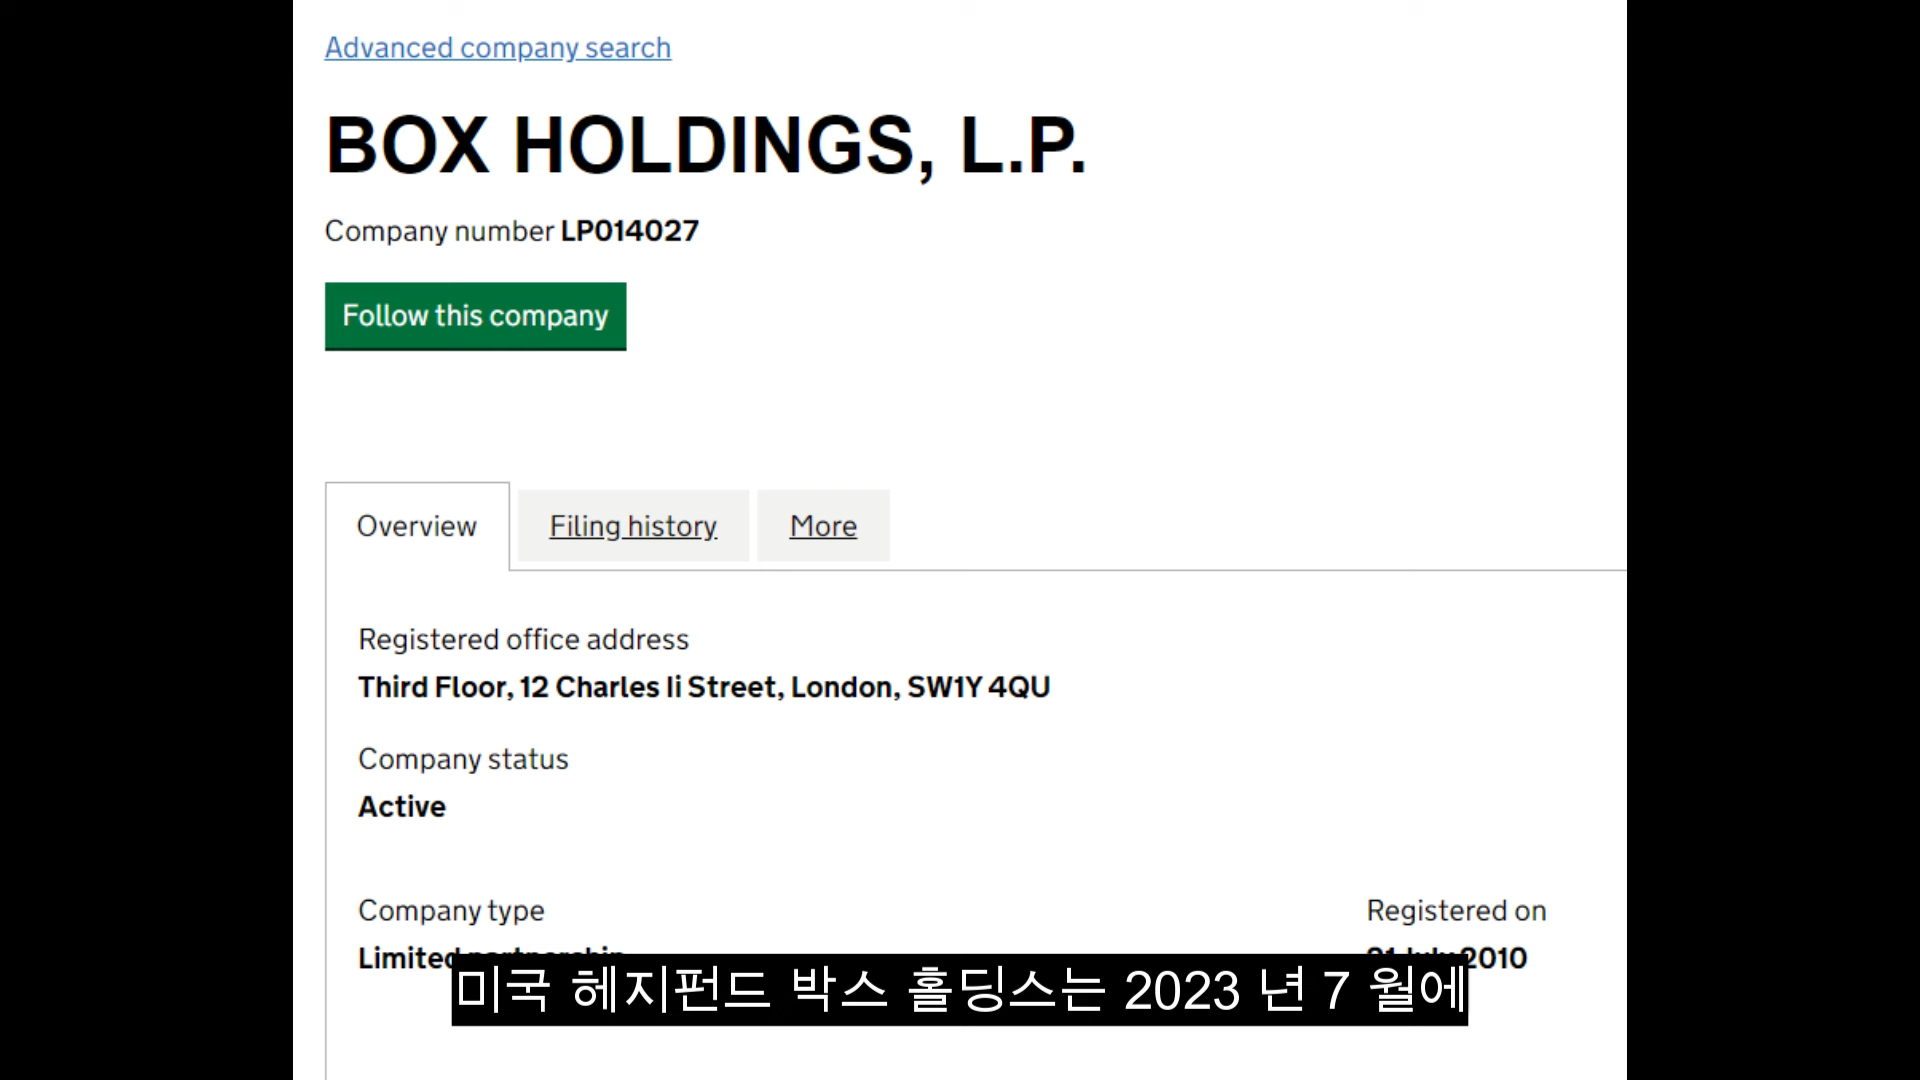 Advanced company search
BOX HOLDINGS, L.P.
Company number LP014027
Follow this company
Overview Filing history More
Registered office address
Third Floor, 12 Charles Ii Street, London, SW1Y 4QU
Company status
Active
Company type Registered on
Limited partnership 2010
미국 헤지펀드 박스 홀딩스는 2023 년 7 월에